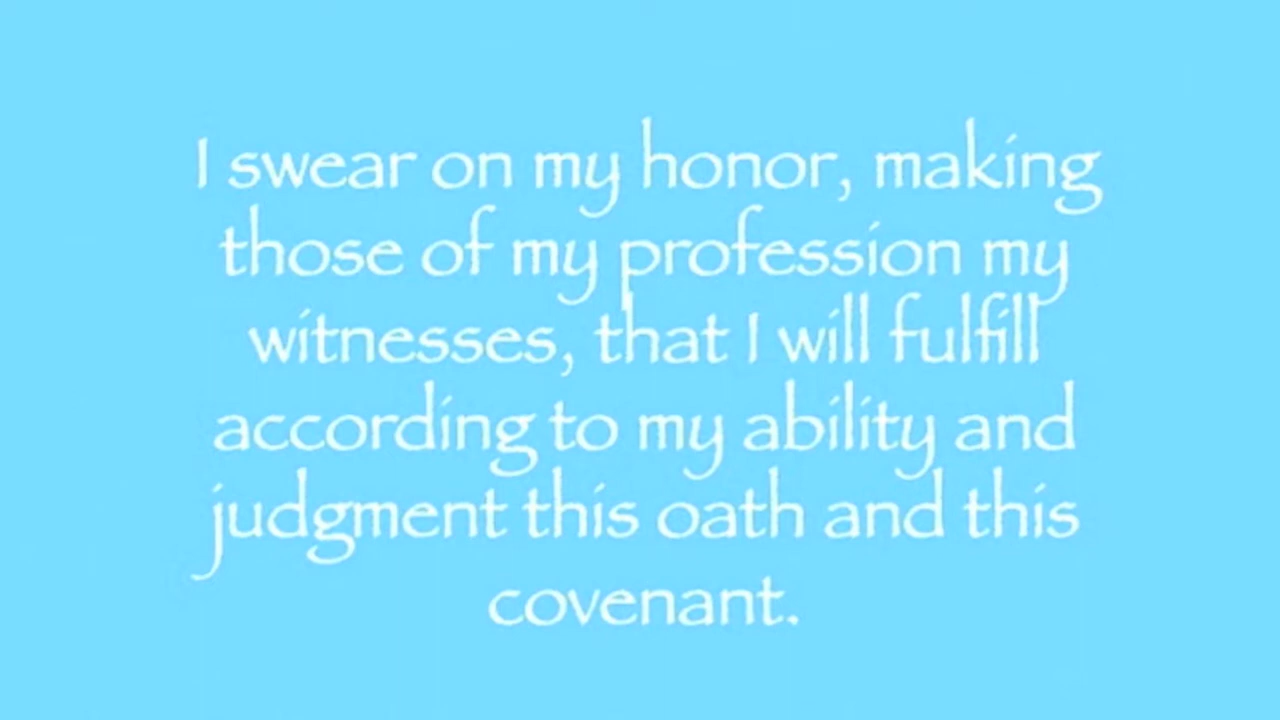 I swear on my honor, making
those of my profession my
witnesses, that I will fulfill
according to my ability and
judgment this oath and this
covenant.